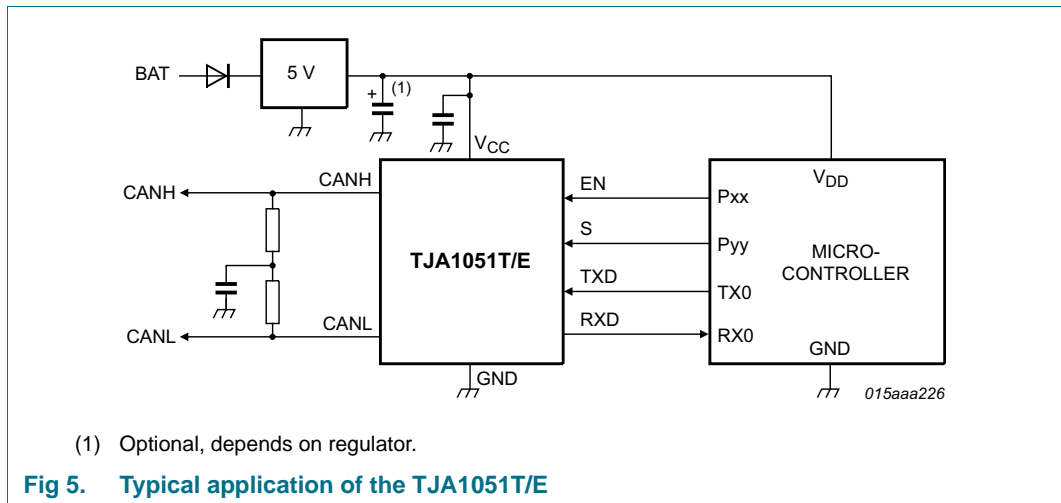 BAT
5 V
+
(1)
VCC
CANH
CANH
EN
Pxx
VDD
S
Pyy
TJA1051T/E
MICRO-
CONTROLLER
TXD
TX0
RXD
RX0
CANL
CANL
GND
GND
015aaa226
(1) Optional, depends on regulator.
Fig 5. Typical application of the TJA1051T/E